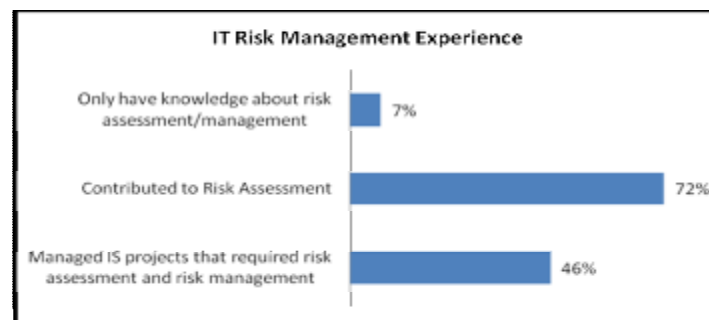 IT Risk Management Experience
Only have knowledge about risk
assessment/management
7%
Contributed to Risk Assessment
72%
Managed IS projects that required risk
assessment and risk management
46%